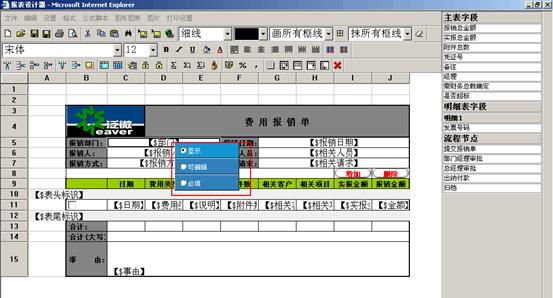 报表设计器 - Microsoft Internet Explorer
文件 编辑 设置 格式 公式脚本 图库图表 图片 打印设置
细线 画所有框线 抹所有框线
宋体 12 B I U
A B C D E F G H I J
1
2
3
4 泛微 eaver 费 用 报 销 单
5 报销部门: {$部门} 报销日期: {$报销日期}
6 报销人: {$报销人 人员: {$相关人员}
7 报销方式: {$报销方 请求: {$相关请求}
显示
可编辑
必填
8 增加 删除
9 日期 费用类 件数 相关客户 相关项目 实报金额 报销金额
10 {$表头标识}
11 {$日期} {$费用 {$说明} {$附件 {$相关 {$相关 {$实报 {$金额}
12 {$表尾标识}
13 合计:
14 合计(大写
15 事 由: {$事由}
主表字段
报销总金额
实报总金额
附件总数
凭证号
备注
经理
需财务总裁确定
是否超标
明细表字段
明细1
发票号码
流程节点
提交报销单
部门经理审批
总经理审批
出纳付款
归档